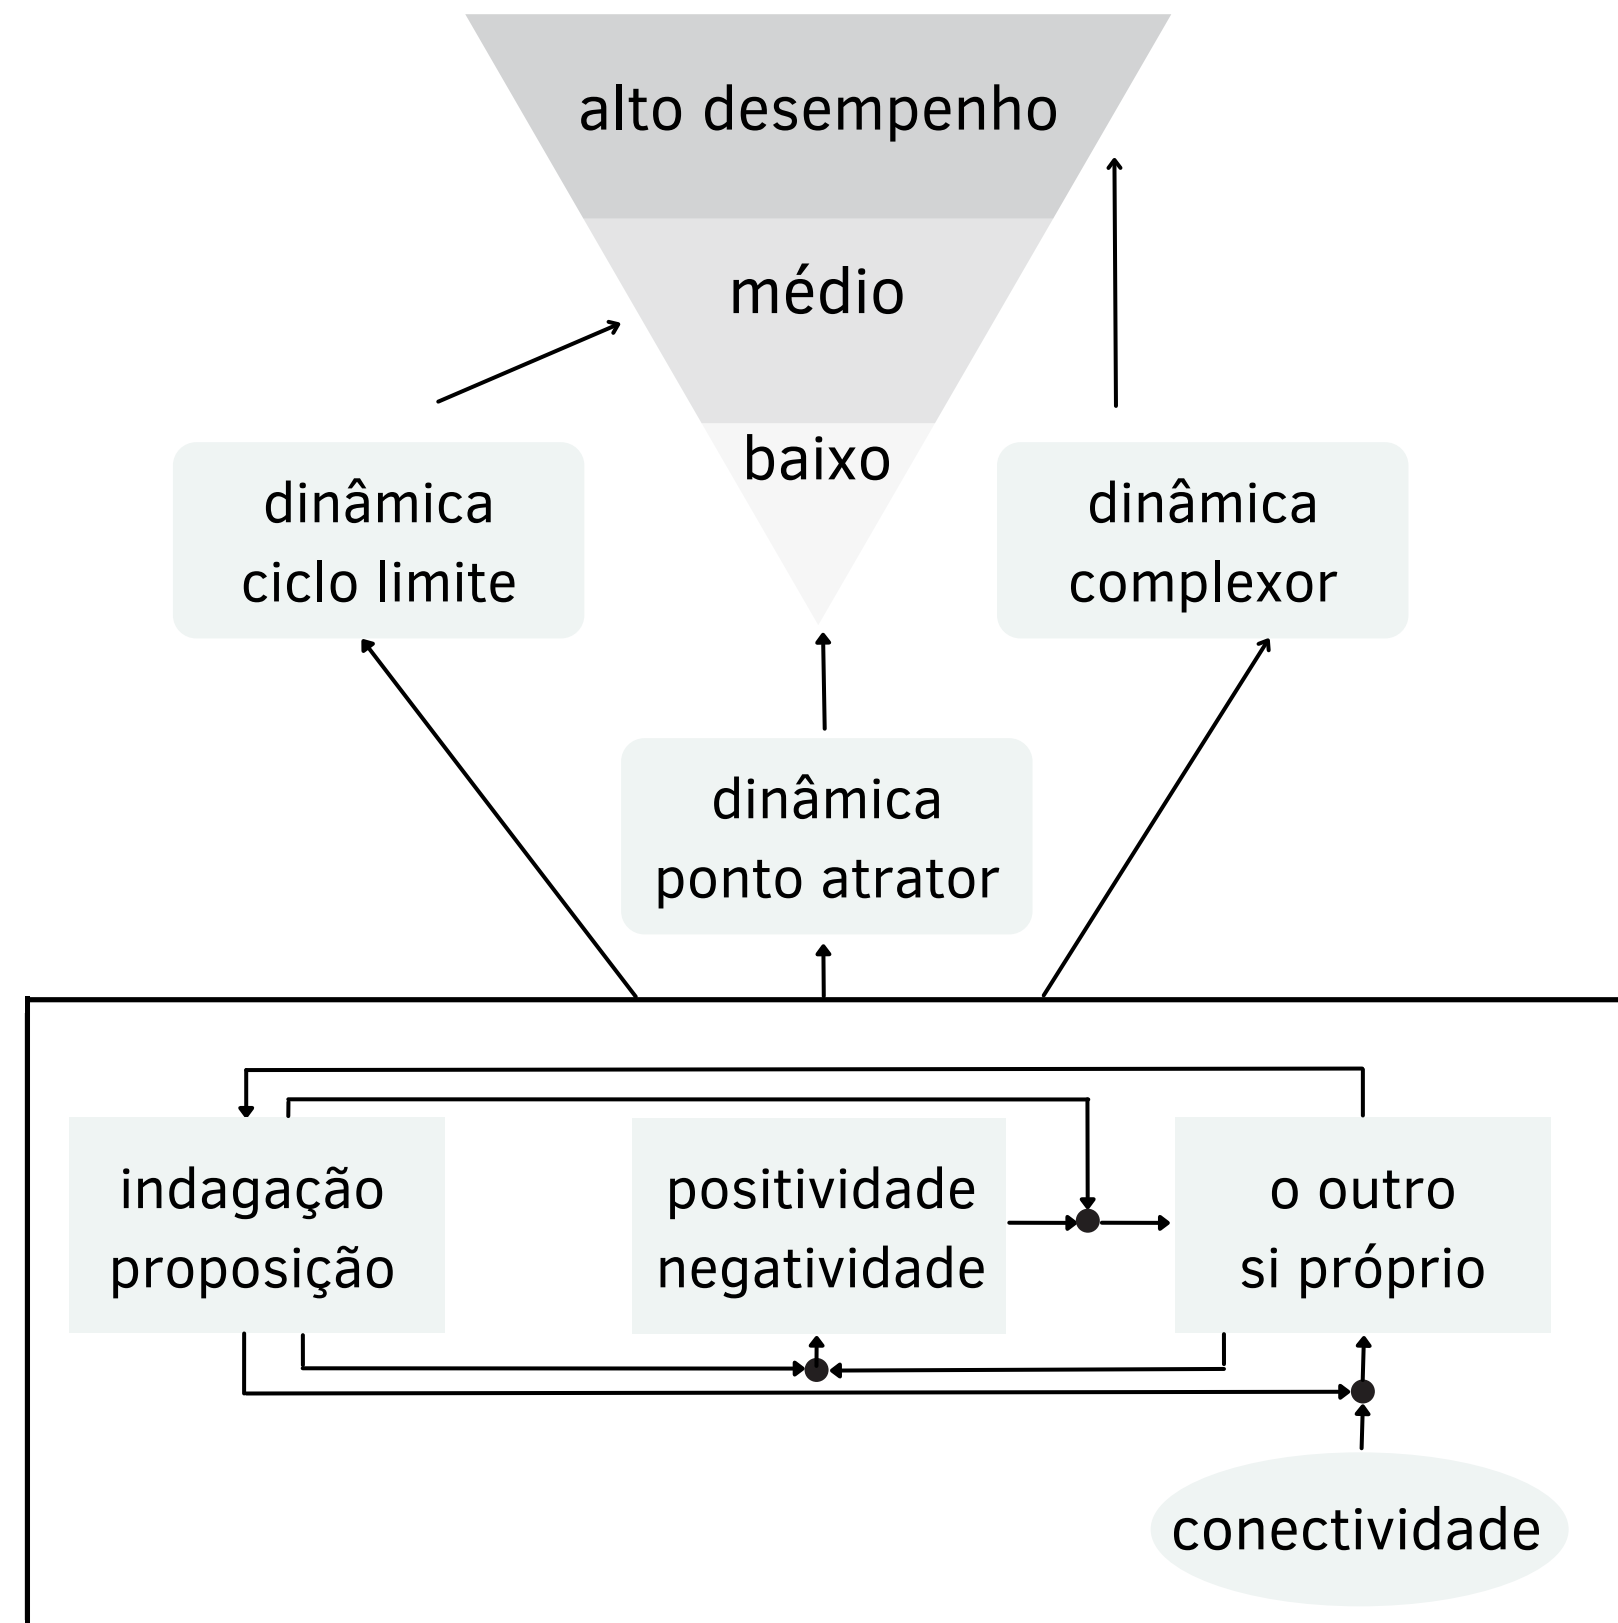 alto desempenho
médio
baixo
dinâmica
ciclo limite
dinâmica
complexor
dinâmica
ponto atrator
indagação
proposição
positividade
negatividade
o outro
si próprio
conectividade